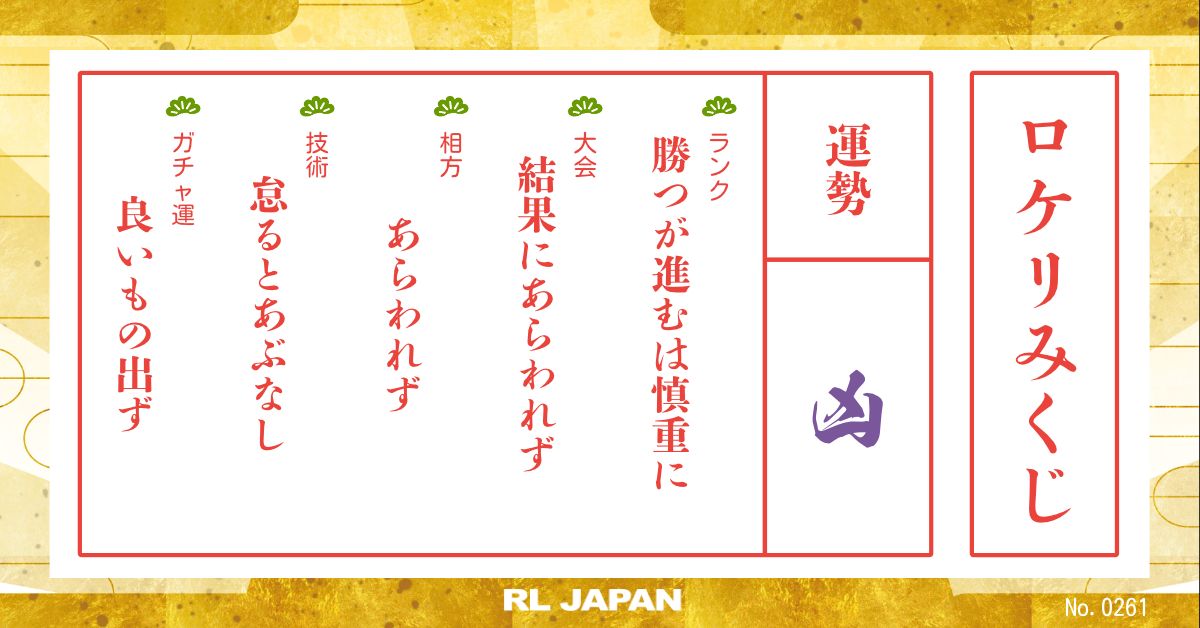 ロケリみくじ
運勢
凶
ランク
勝つが進むは慎重に
大会
結果にあらわれず
相方
あらわれず
技術
怠るとあぶなし
ガチャ運
良いもの出ず
RL JAPAN
No. 0261